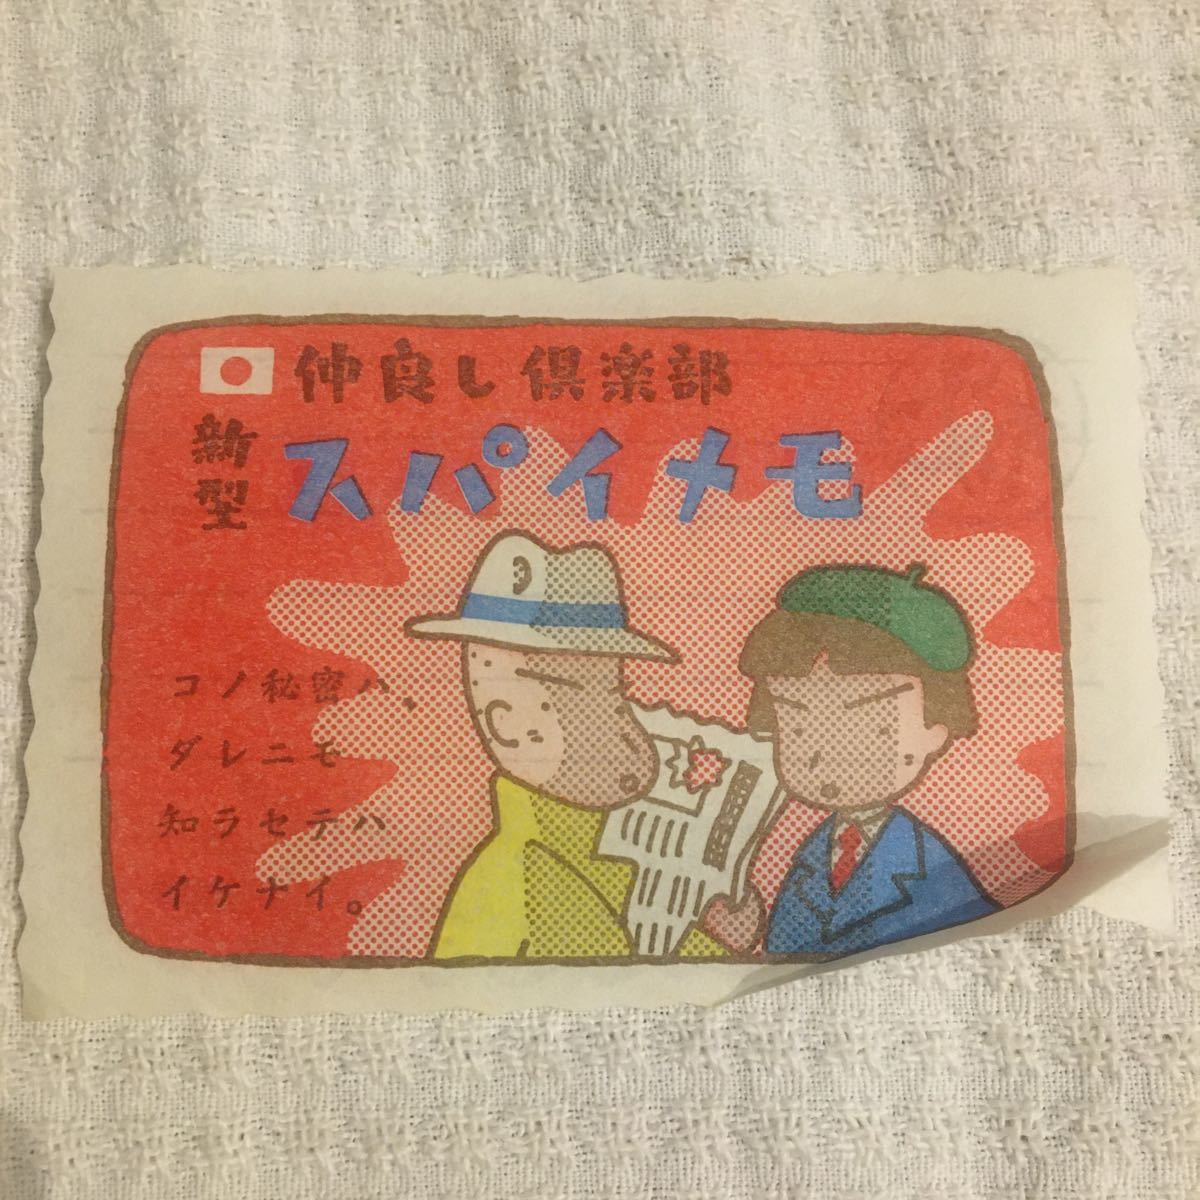 仲良し倶楽部
新型
スパイメモ
コノ秘密ハ、
ダレニモ
知ラセテハ
イケナイ。